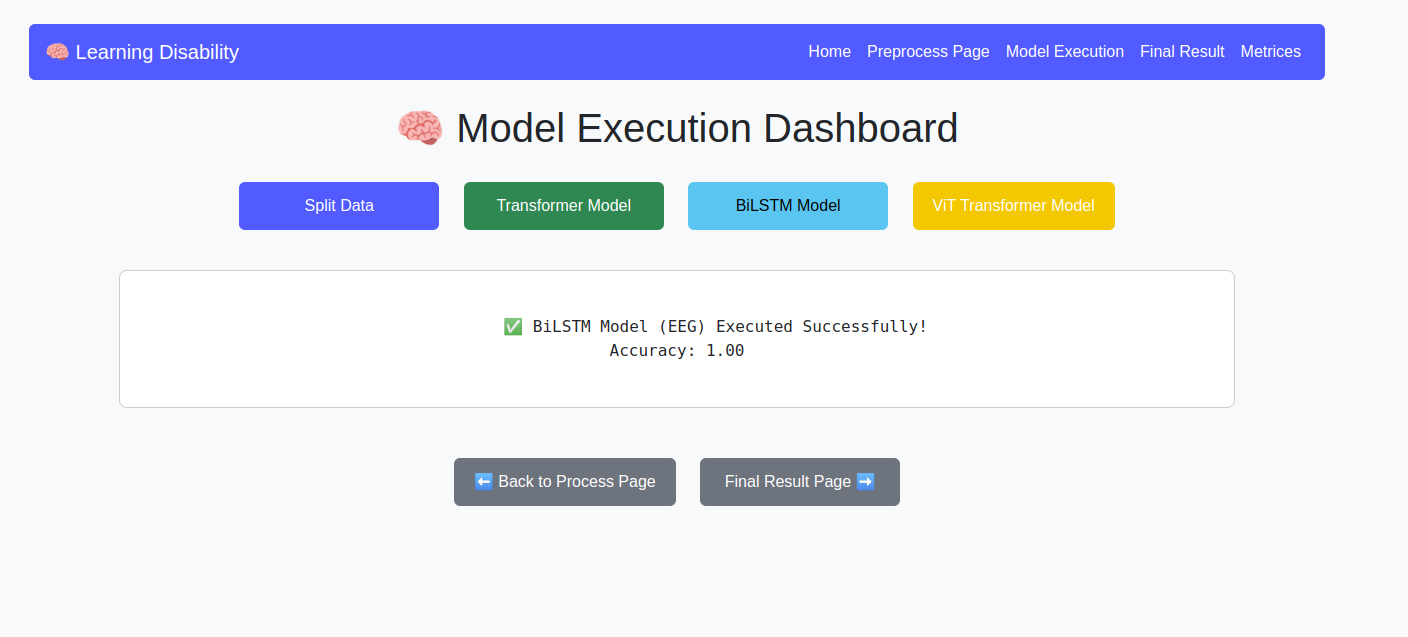 🧠 Learning Disability
Home Preprocess Page Model Execution Final Result Metrices
🧠 Model Execution Dashboard
Split Data Transformer Model BiLSTM Model ViT Transformer Model
✅ BiLSTM Model (EEG) Executed Successfully!
Accuracy: 1.00
⬅️ Back to Process Page Final Result Page ➡️